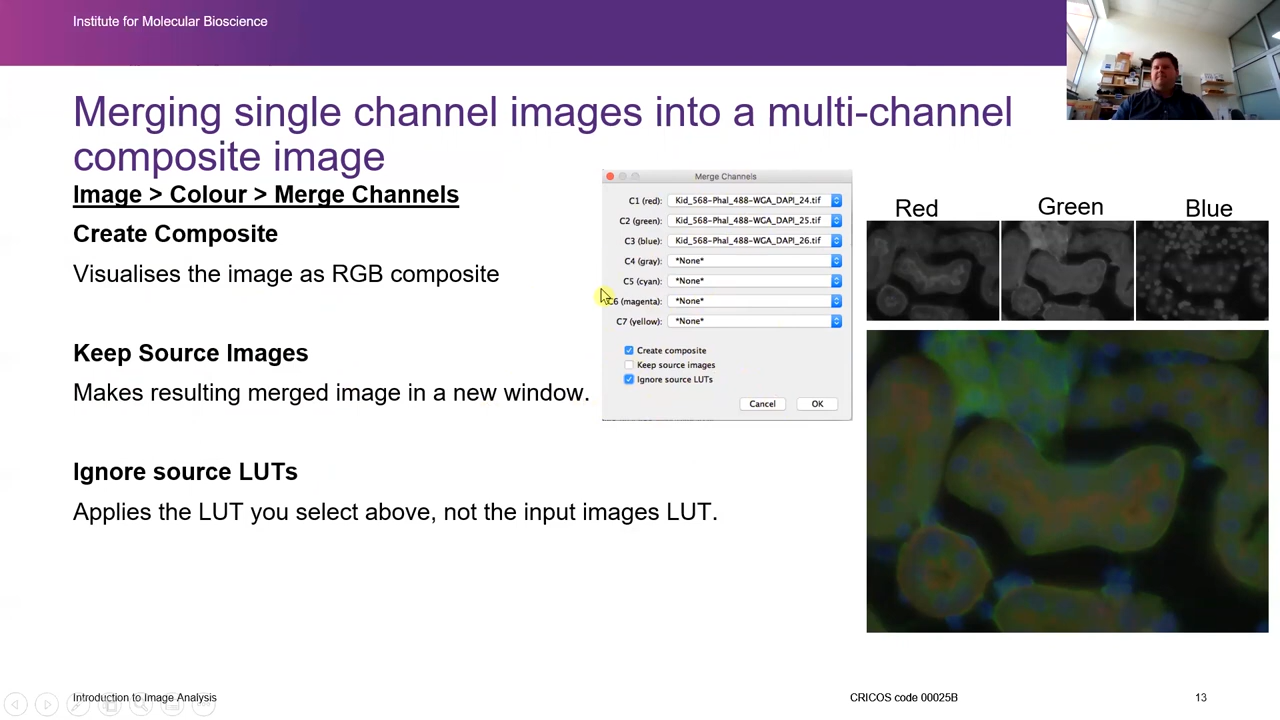 Institute for Molecular Bioscience
Merging single channel images into a multi-channel
composite image
Image > Colour > Merge Channels
Create Composite
Visualises the image as RGB composite
Keep Source Images
Makes resulting merged image in a new window.
Ignore source LUTs
Applies the LUT you select above, not the input images LUT.
Merge Channels
C1 (red): Kid_568-Phal_488-WGA_DAPI_24.tif
C2 (green): Kid_568-Phal_488-WGA_DAPI_25.tif
C3 (blue): Kid_568-Phal_488-WGA_DAPI_26.tif
C4 (gray): *None*
C5 (cyan): *None*
C6 (magenta): *None*
C7 (yellow): *None*
Create composite
Keep source images
Ignore source LUTs
Cancel OK
Red Green Blue
Introduction to Image Analysis
CRICOS code 00025B
13